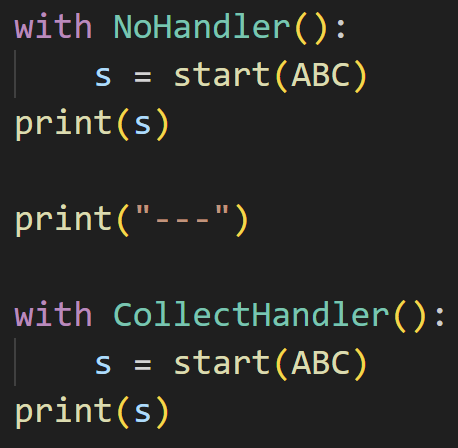 with NoHandler():
    s = start(ABC)
print(s)

print("---")

with CollectHandler():
    s = start(ABC)
print(s)